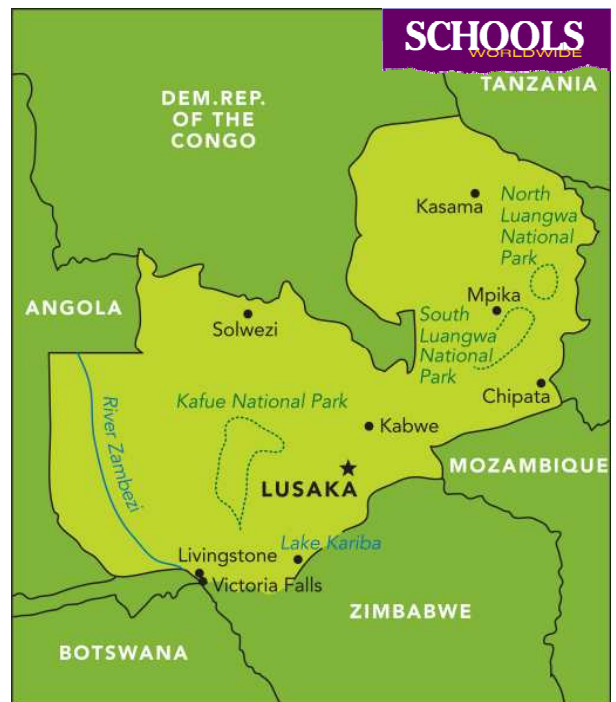 SCHOOLS
WORLDWIDE
TANZANIA
DEM.REP.
OF THE
CONGO
Kasama
North
Luangwa
National
Park
ANGOLA
Mpika
Solwezi
South
Luangwa
National
Park
Chipata
River Zambezi
Kafue National Park
Kabwe
MOZAMBIQUE
LUSAKA
Livingstone
Lake Kariba
Victoria Falls
ZIMBABWE
BOTSWANA